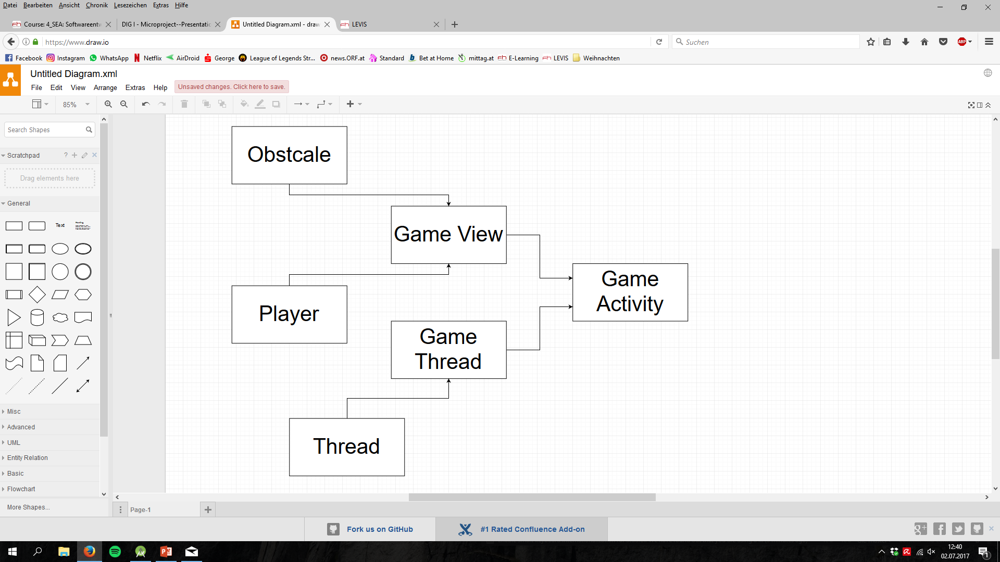 Datei Bearbeiten Ansicht Chronik Lesezeichen Extras Hilfe
Course: 4_SEA: Softwareentw
DIG I - Microproject--Presentatic
Untitled Diagram.xml - draw
LEVIS
https://www.draw.io
Suchen
ABP
Facebook Instagram WhatsApp Netflix AirDroid George League of Legends Str... news.ORF.at Standard Bet at Home mittag.at E-Learning LEVIS Weihnachten
Untitled Diagram.xml
File Edit View Arrange Extras Help
Unsaved changes. Click here to save.
85%
Search Shapes
Scratchpad
?
Drag elements here
General
Text
Heading
Misc
Advanced
UML
Entity Relation
Basic
Flowchart
More Shapes...
Obstcale
Game View
Player
Game
Activity
Game
Thread
Thread
Page-1
Fork us on GitHub
#1 Rated Confluence Add-on
12:40
02.07.2017
1